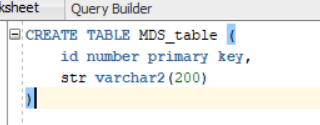 ksheet Query Builder
CREATE TABLE MDS_table (
id number primary key,
str varchar2(200)
)